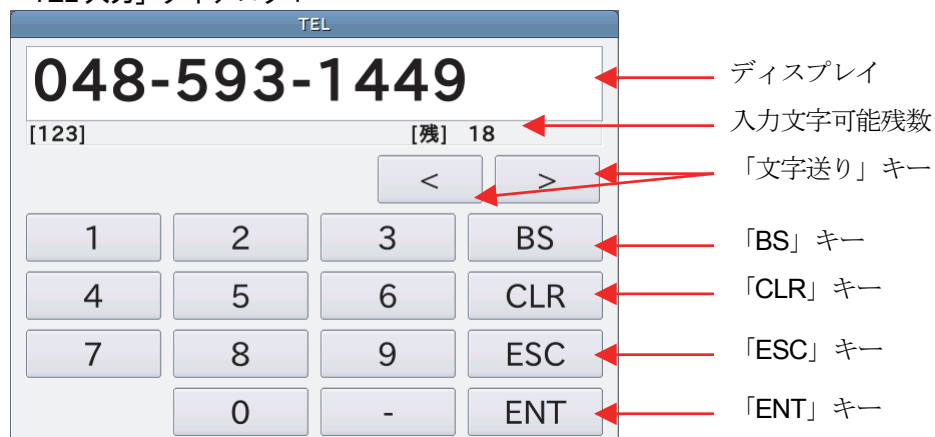 TEL
048-593-1449
ディスプレイ
[123] [残] 18
入力文字可能残数
< >
「文字送り」キー
1 2 3 BS
「BS」キー
4 5 6 CLR
「CLR」キー
7 8 9 ESC
「ESC」キー
0 - ENT
「ENT」キー